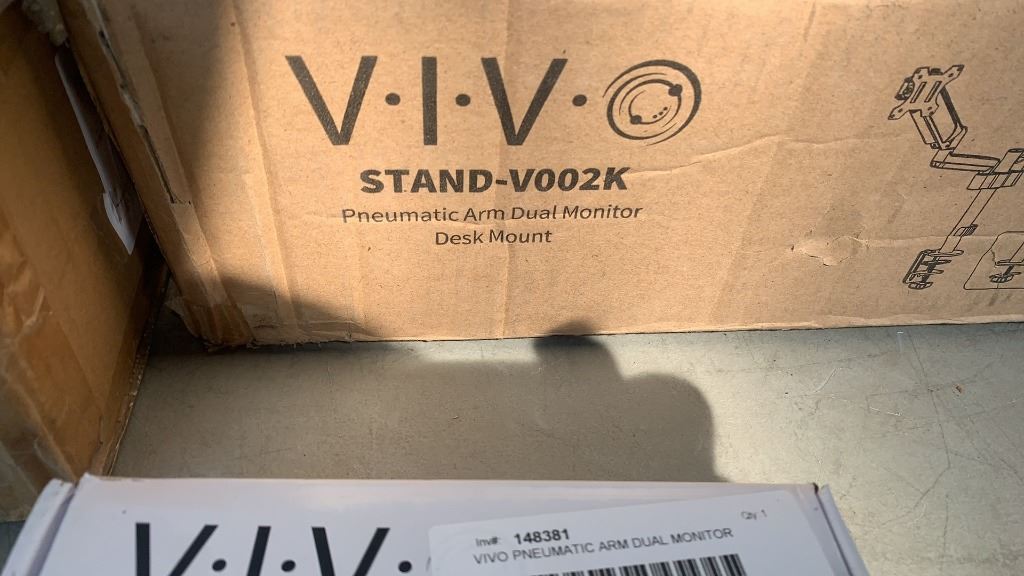 V·I·V·O
STAND-V002K
Pneumatic Arm Dual Monitor
Desk Mount
V·I·V·
Inv#: 148381
Qty: 1
VIVO PNEUMATIC ARM DUAL MONITOR